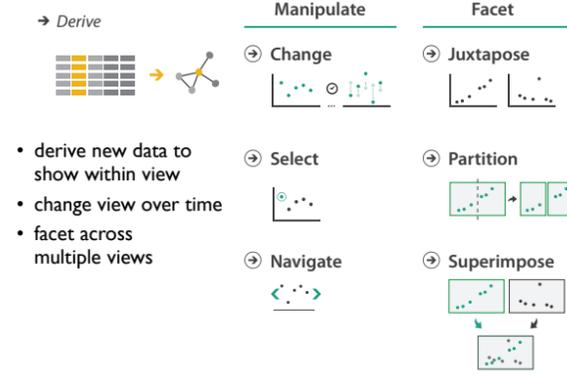 → Derive
• derive new data to
show within view
• change view over time
• facet across
multiple views
Manipulate
Change
...
Select
Navigate
Facet
Juxtapose
Partition
Superimpose